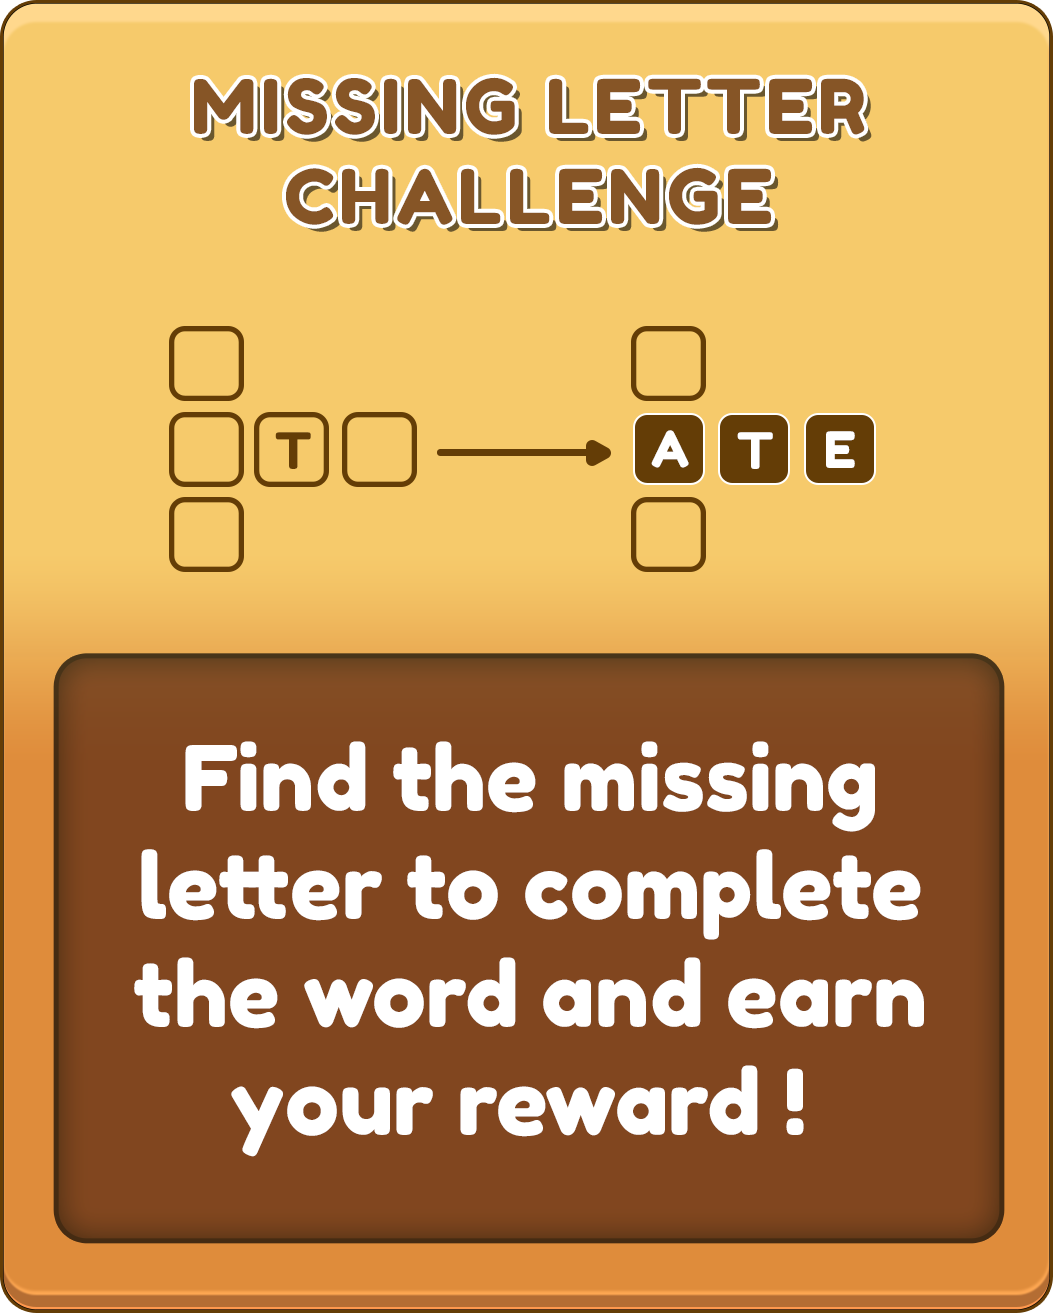 MISSING LETTER
CHALLENGE
T
A T E
Find the missing
letter to complete
the word and earn
your reward !